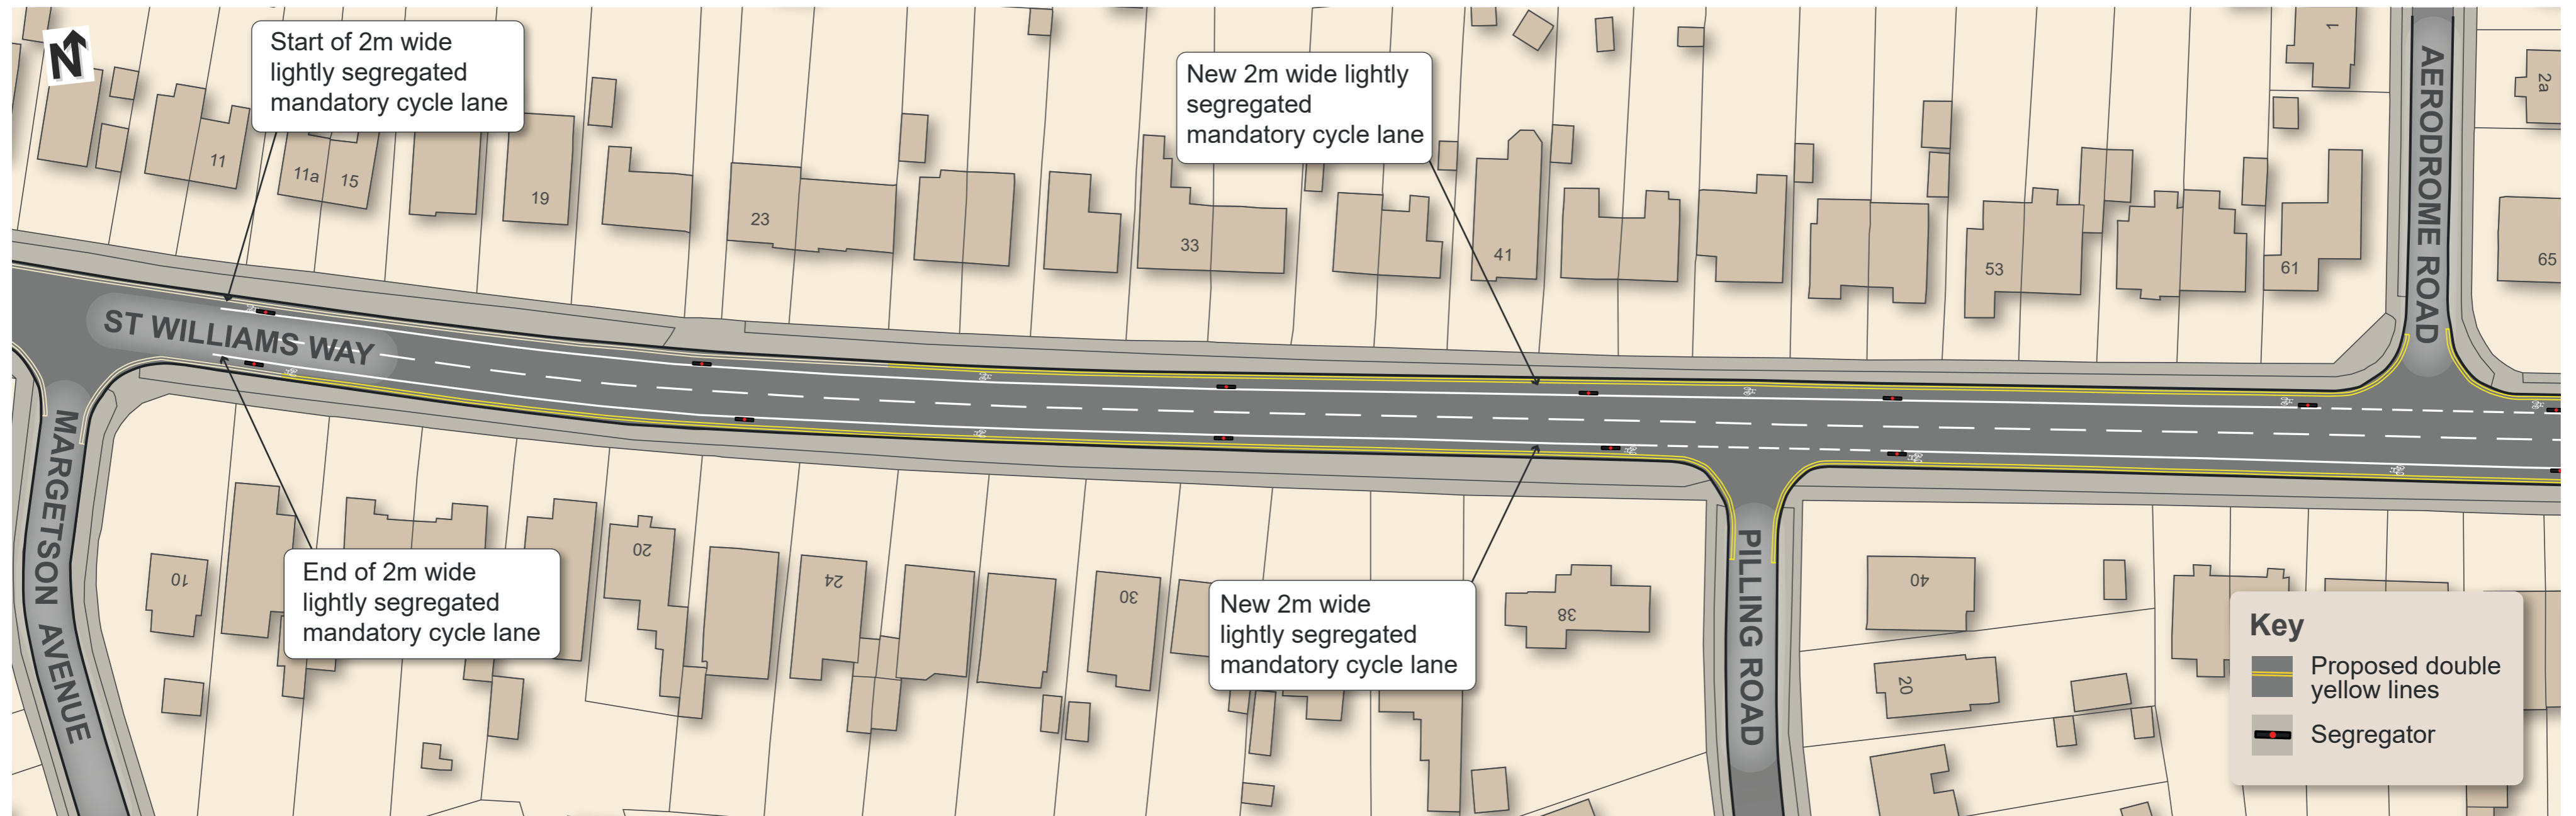 N
Start of 2m wide
lightly segregated
mandatory cycle lane
New 2m wide lightly
segregated
mandatory cycle lane
1
2a
AERODROME ROAD
11
11a
15
19
23
33
41
53
61
65
ST WILLIAMS WAY
MARGETSON AVENUE
End of 2m wide
lightly segregated
mandatory cycle lane
10
20
24
30
New 2m wide
lightly segregated
mandatory cycle lane
38
PILLING ROAD
40
20
Key
Proposed double
yellow lines
Segregator